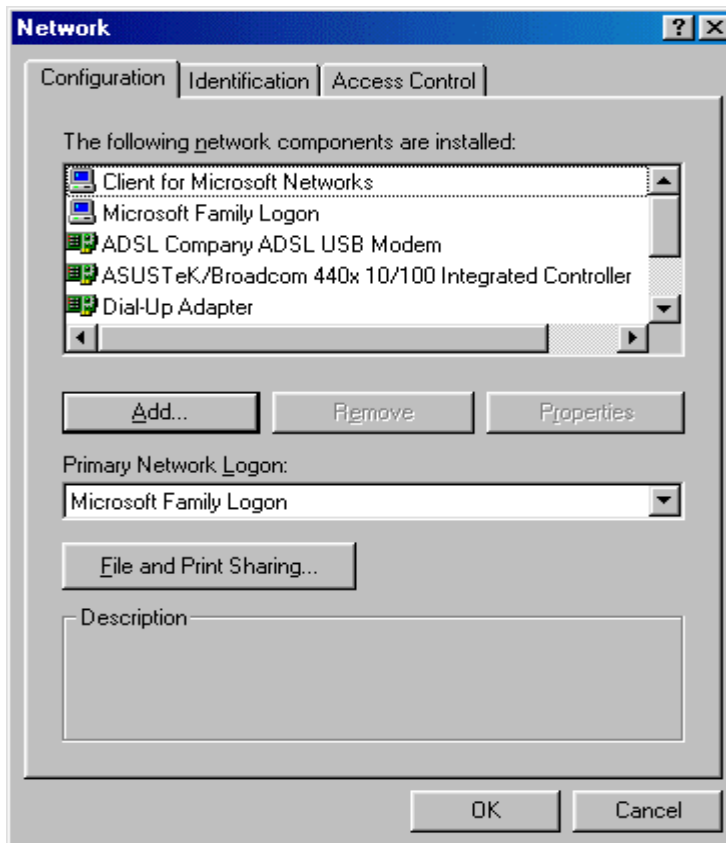 Network
Configuration Identification Access Control
The following network components are installed:
Client for Microsoft Networks
Microsoft Family Logon
ADSL Company ADSL USB Modem
ASUSTeK/Broadcom 440x 10/100 Integrated Controller
Dial-Up Adapter
Add... Remove Properties
Primary Network Logon:
Microsoft Family Logon
File and Print Sharing...
Description
OK Cancel